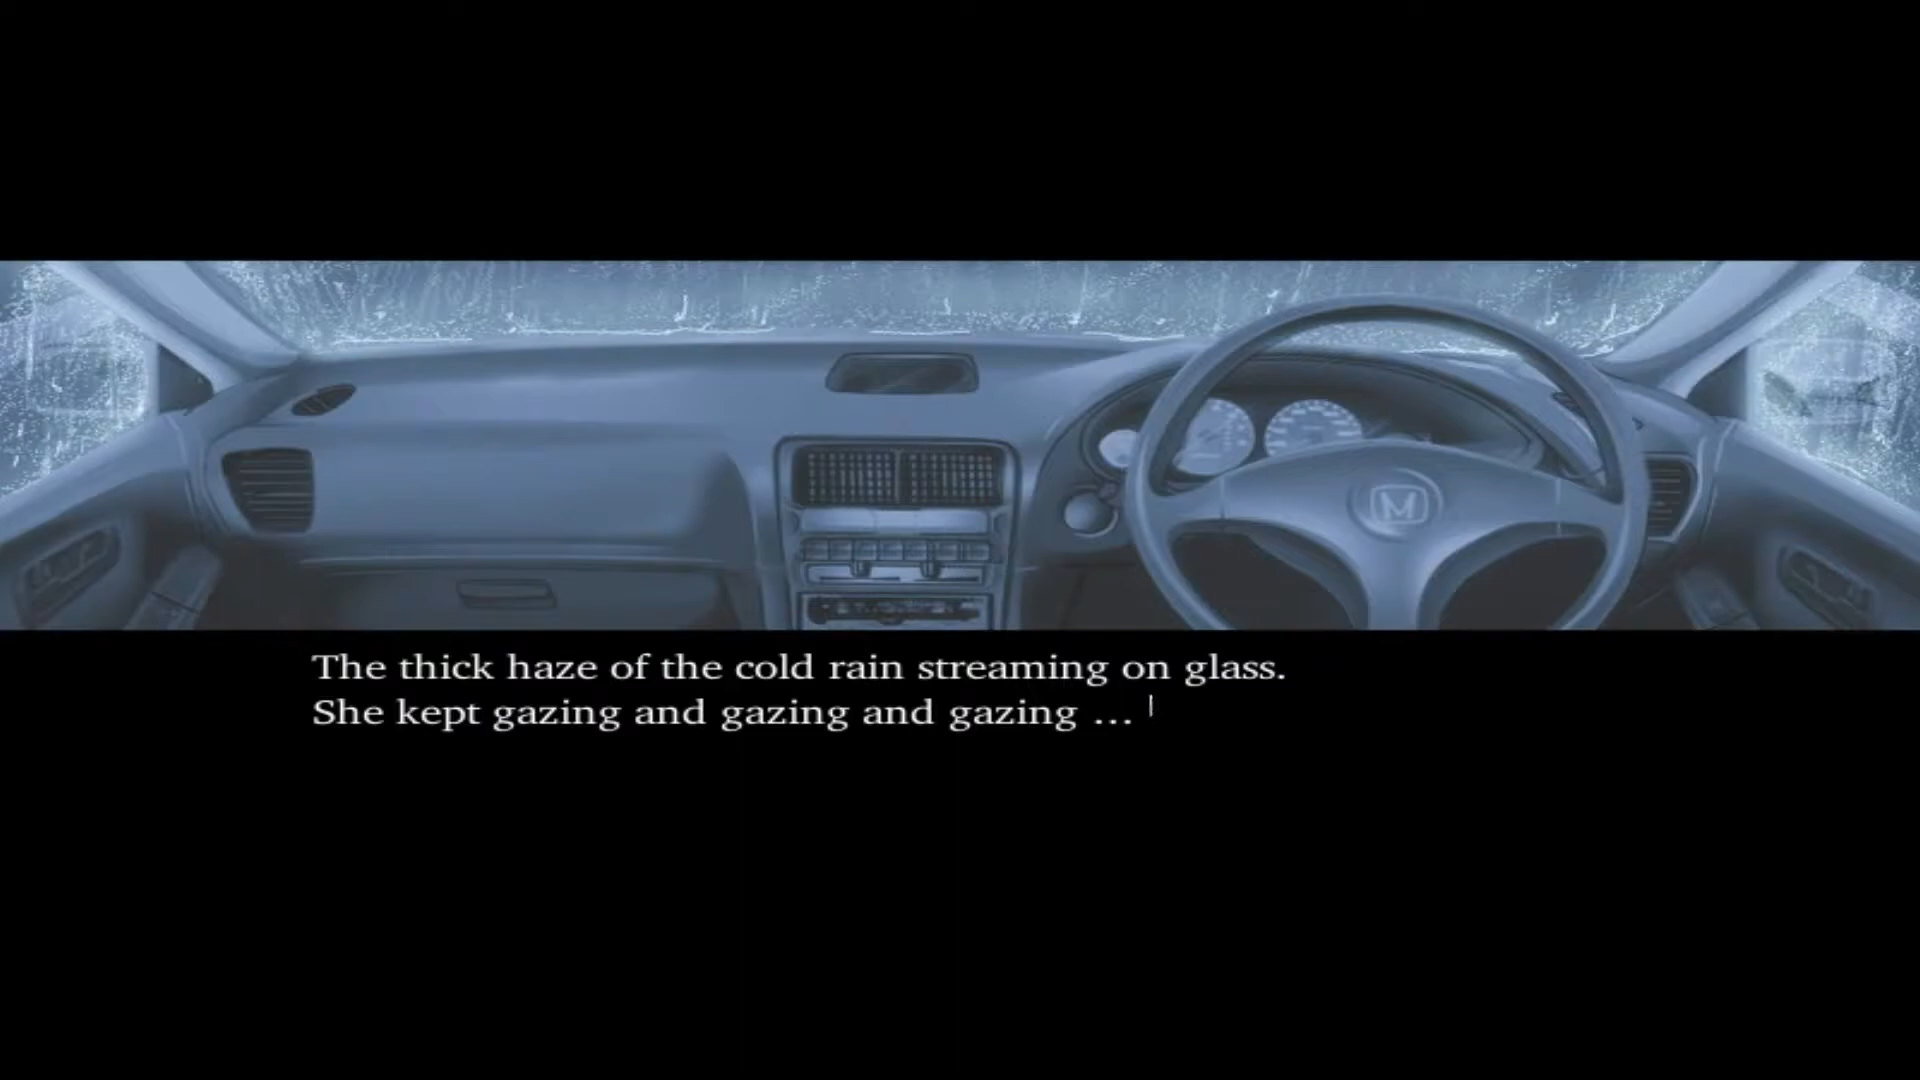 M
The thick haze of the cold rain streaming on glass.
She kept gazing and gazing and gazing ...